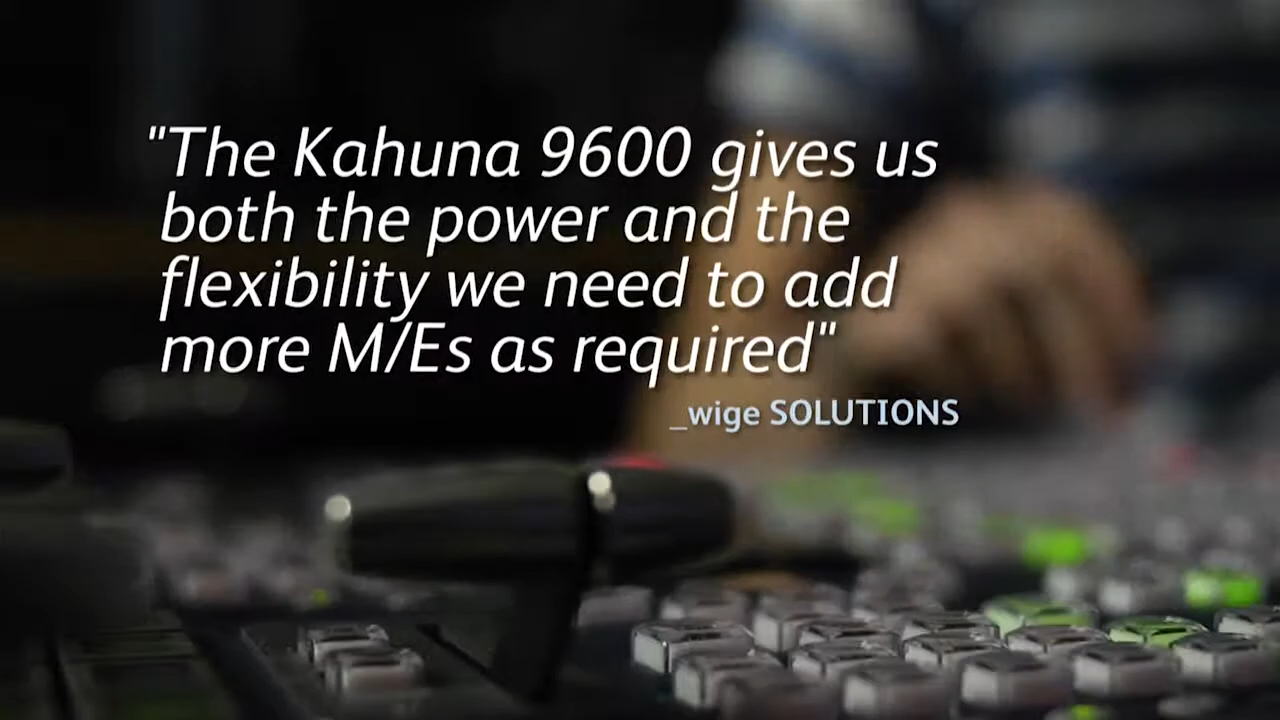 "The Kahuna 9600 gives us
both the power and the
flexibility we need to add
more M/Es as required"
_wige SOLUTIONS